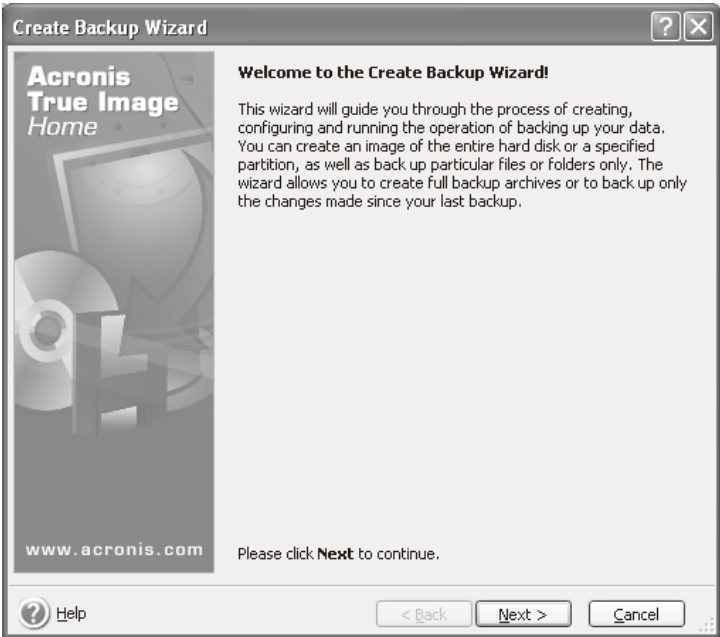 Create Backup Wizard
?
Acronis
True Image
Home
Welcome to the Create Backup Wizard!
This wizard will guide you through the process of creating,
configuring and running the operation of backing up your data.
You can create an image of the entire hard disk or a specified
partition, as well as back up particular files or folders only. The
wizard allows you to create full backup archives or to back up only
the changes made since your last backup.
www.acronis.com
Please click Next to continue.
? Help
< Back
Next >
Cancel